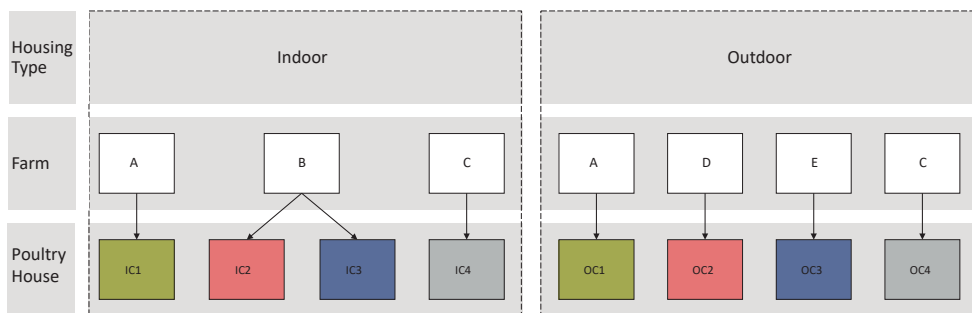 Housing
Type
Indoor
Outdoor
Farm
A
B
C
A
D
E
C
Poultry
House
IC1
IC2
IC3
IC4
OC1
OC2
OC3
OC4